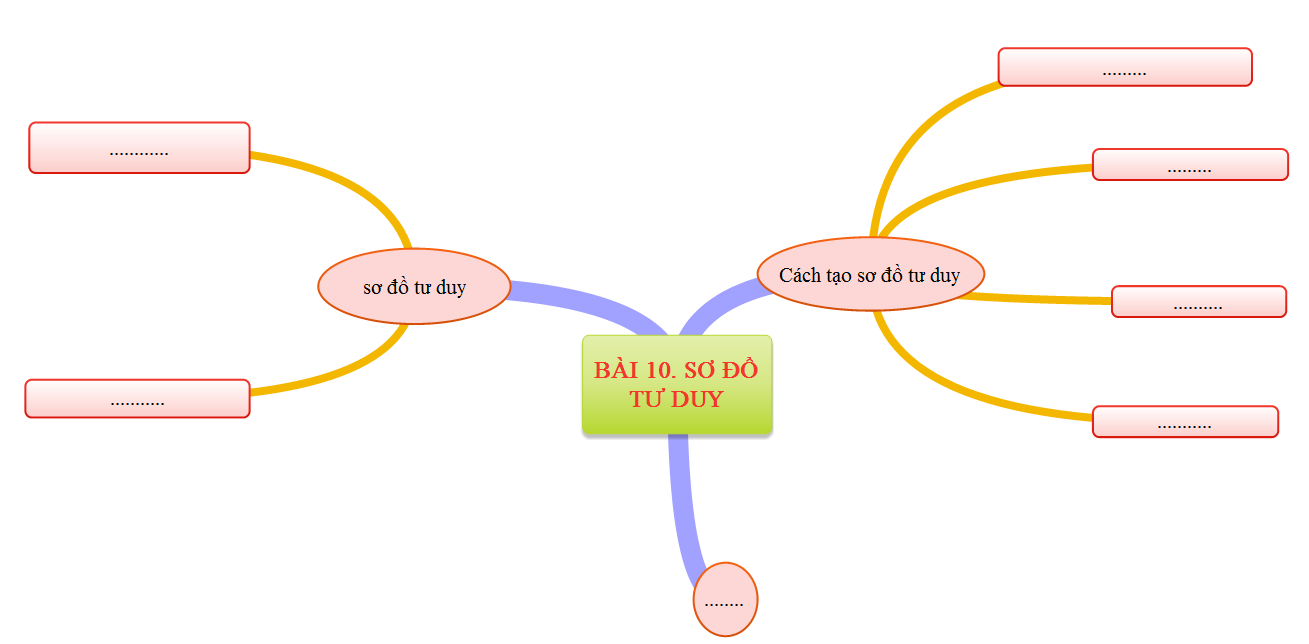 .........
............
.........
Cách tạo sơ đồ tư duy
sơ đồ tư duy
..........
BÀI 10. SƠ ĐỒ
TƯ DUY
...........
...........
........